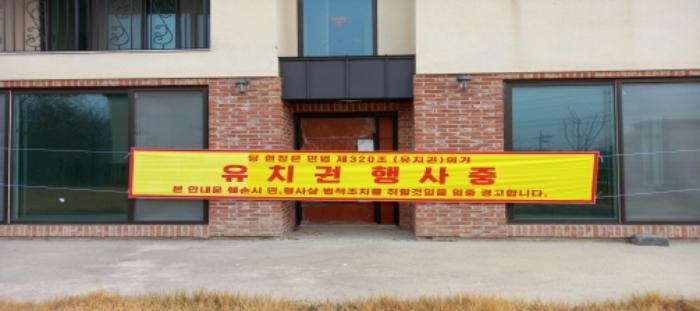 당 현장은 민법 제320조 (유치권)의거
유 치 권 행 사 중
본 안내문 훼손시 민,형사상 법적조치를 취할것임을 엄중 경고합니다.